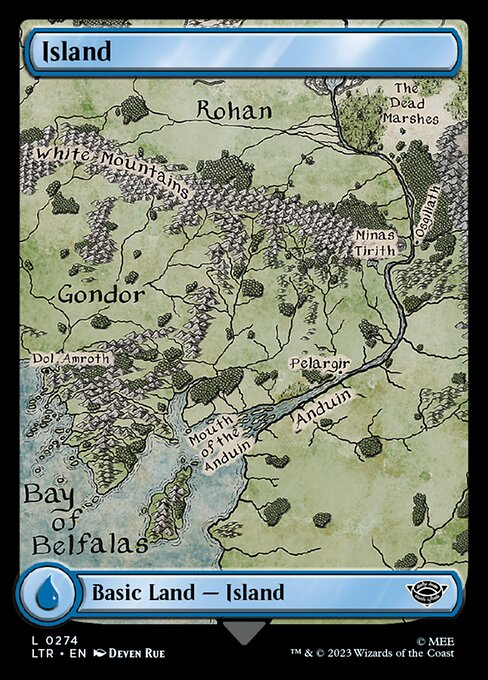 Island
Rohan
The
Dead
Marshes
White Mountains
Osgiliath
Minas
Tirith
Gondor
Dol Amroth
Pelargir
Anduin
Mouth
of the
Anduin
Bay
of
Belfalas
Basic Land — Island
L 0274
LTR • EN Deven Rue
© MEE
™ & © 2023 Wizards of the Coast